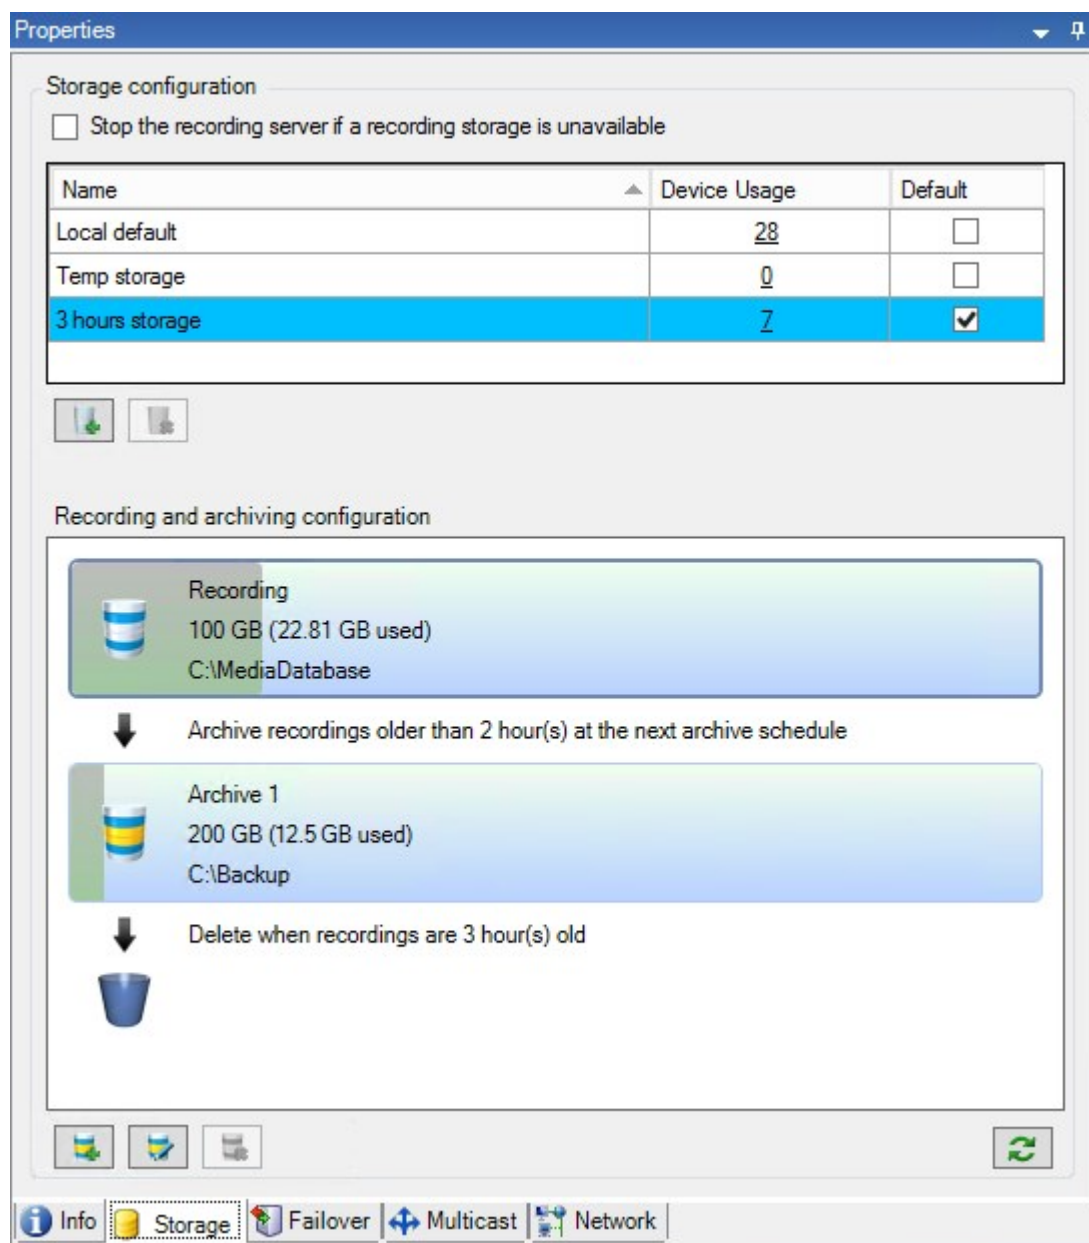 Properties
Storage configuration
Stop the recording server if a recording storage is unavailable
Name Device Usage Default
Local default 28
Temp storage 0
3 hours storage 7
Recording and archiving configuration
Recording
100 GB (22.81 GB used)
C:\MediaDatabase
Archive recordings older than 2 hour(s) at the next archive schedule
Archive 1
200 GB (12.5 GB used)
C:\Backup
Delete when recordings are 3 hour(s) old
Info Storage Failover Multicast Network